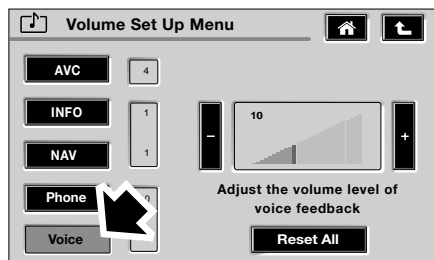 Volume Set Up Menu
AVC 4
INFO 1
10
- +
NAV 1
Phone 0
Adjust the volume level of
voice feedback
Voice
Reset All